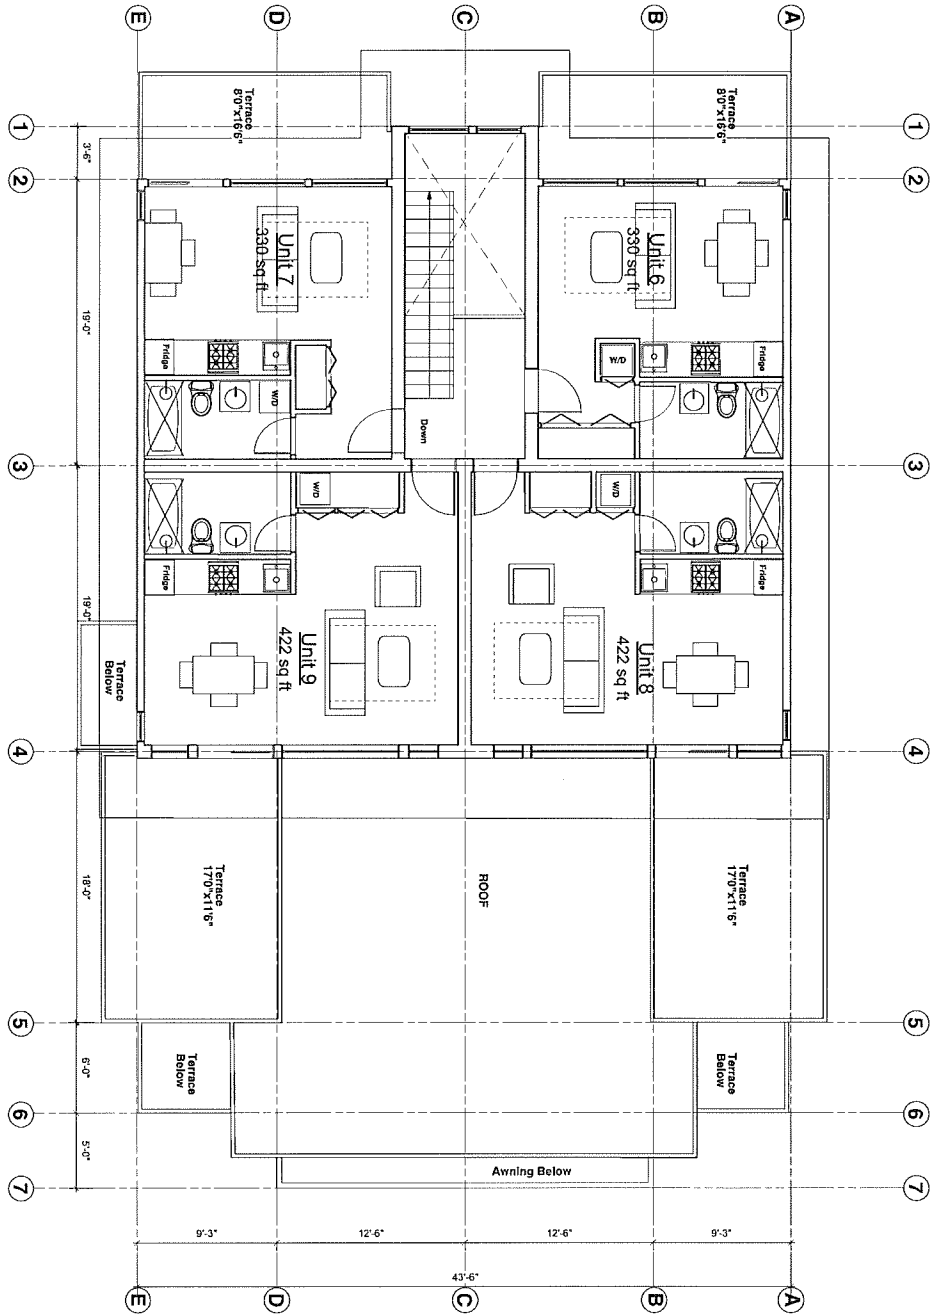 E
D
C
B
A
Terrace
8'0"x16'6"
Terrace
8'0"x16'6"
1
1
3'-6"
2
2
Unit 7
330 sq ft
Unit 6
330 sq ft
19'-0"
Fridge
W/D
W/D
Fridge
Down
3
3
W/D
W/D
Fridge
Fridge
19'-0"
Unit 9
422 sq ft
Unit 8
422 sq ft
Terrace
Below
4
4
Terrace
17'0"x11'6"
ROOF
Terrace
17'0"x11'6"
18'-0"
5
5
Terrace
Below
Terrace
Below
6'-0"
6
6
5'-0"
Awning Below
7
7
9'-3"
12'-6"
12'-6"
9'-3"
43'-6"
E
D
C
B
A